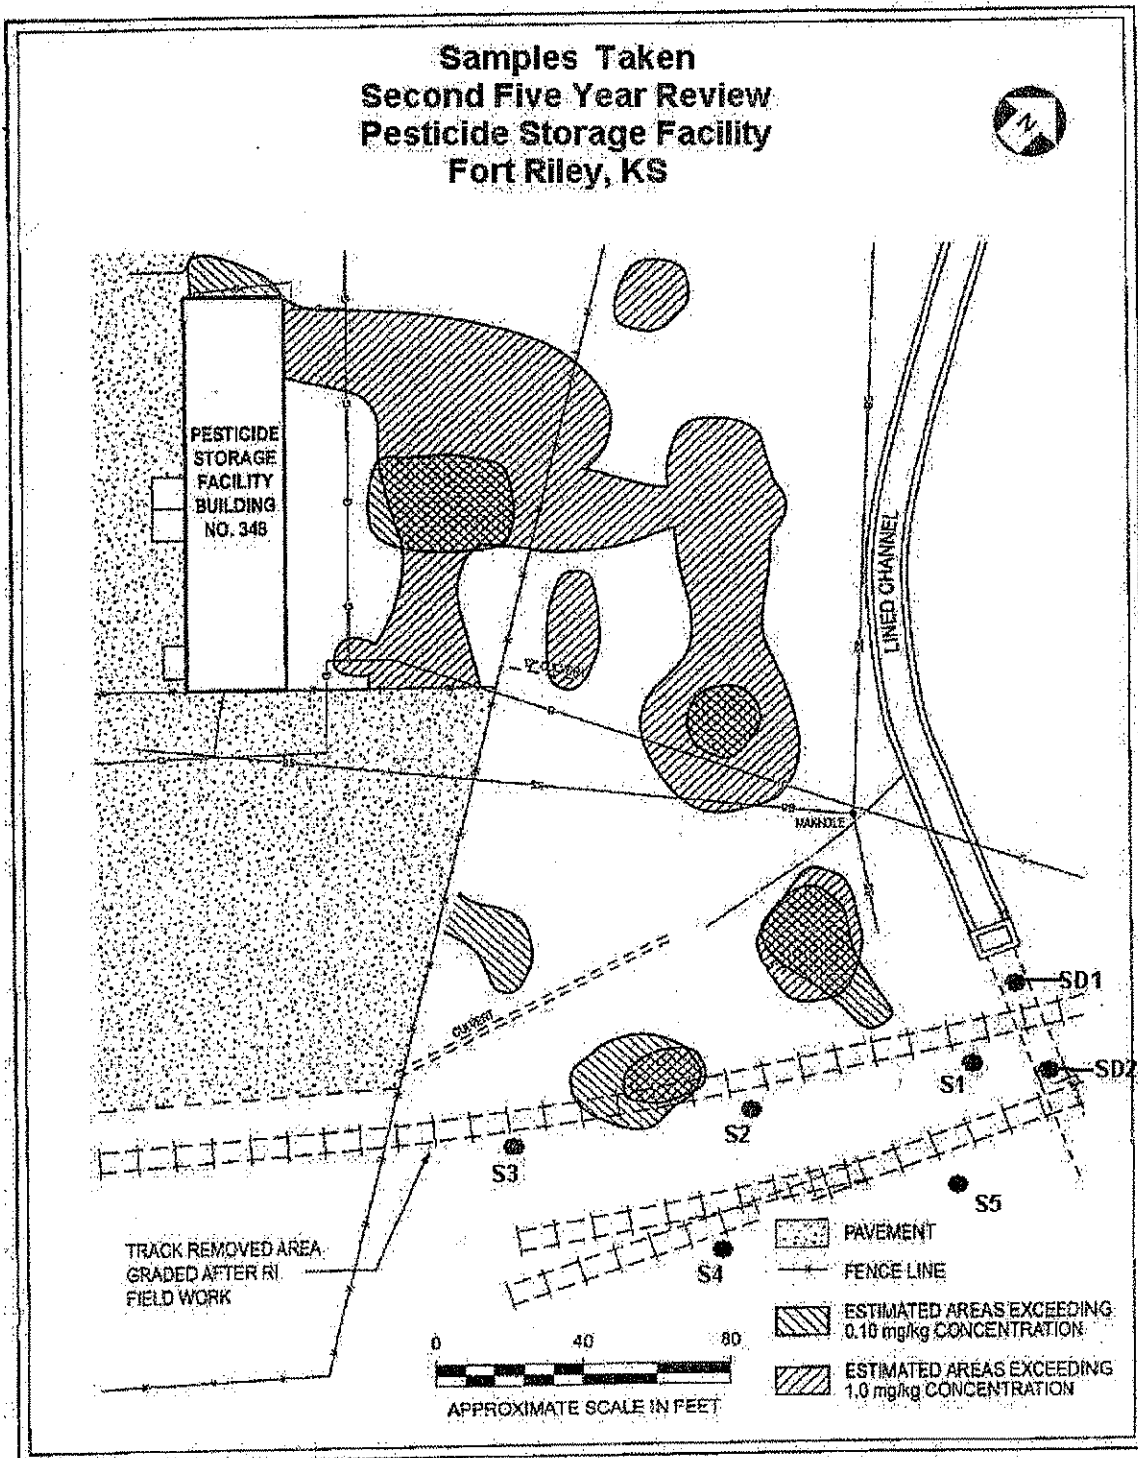 Samples Taken
Second Five Year Review
Pesticide Storage Facility
Fort Riley, KS
N
PESTICIDE
STORAGE
FACILITY
BUILDING
NO. 348
LINED CHANNEL
MANHOLE
CULVERT
SD1
SD2
S1
S2
S3
S4
S5
TRACK REMOVED AREA
GRADED AFTER RI
FIELD WORK
PAVEMENT
FENCE LINE
ESTIMATED AREAS EXCEEDING
0.10 mg/kg CONCENTRATION
ESTIMATED AREAS EXCEEDING
1.0 mg/kg CONCENTRATION
0 40 80
APPROXIMATE SCALE IN FEET